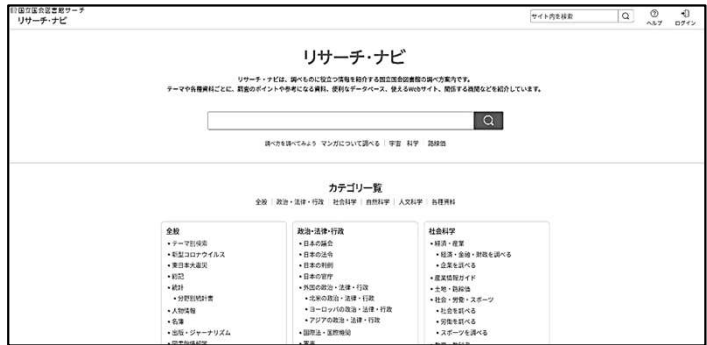 国立国会図書館サーチ
リサーチ・ナビ
サイト内を検索
ヘルプ
ログイン
リサーチ・ナビ
リサーチ・ナビは、調べものに役立つ情報を紹介する国立国会図書館の調べ方案内です。
テーマや各種資料ごとに、調査のポイントや参考になる資料、便利なデータベース、使えるWebサイト、関係する機関などを紹介しています。
調べ方を調べてみよう マンガについて調べる 宇宙 科学 路線価
カテゴリ一覧
全般 政治・法律・行政 社会科学 自然科学 人文科学 各種資料
全般
• テーマ別検索
• 新型コロナウイルス
• 東日本大震災
• 統計
• 分野別統計書
• 人物情報
• 名簿
• 出版・ジャーナリズム
• 図書館情報学
政治・法律・行政
• 日本の議会
• 日本の法令
• 日本の判例
• 日本の官庁
• 外国の政治・法律・行政
• 北米の政治・法律・行政
• ヨーロッパの政治・法律・行政
• アジアの政治・法律・行政
• 国際法・国際機関
• 軍事
社会科学
• 経済・産業
• 経済・金融・財政を調べる
• 企業を調べる
• 産業情報ガイド
• 土地・路線価
• 社会・労働・スポーツ
• 社会を調べる
• 労働を調べる
• スポーツを調べる